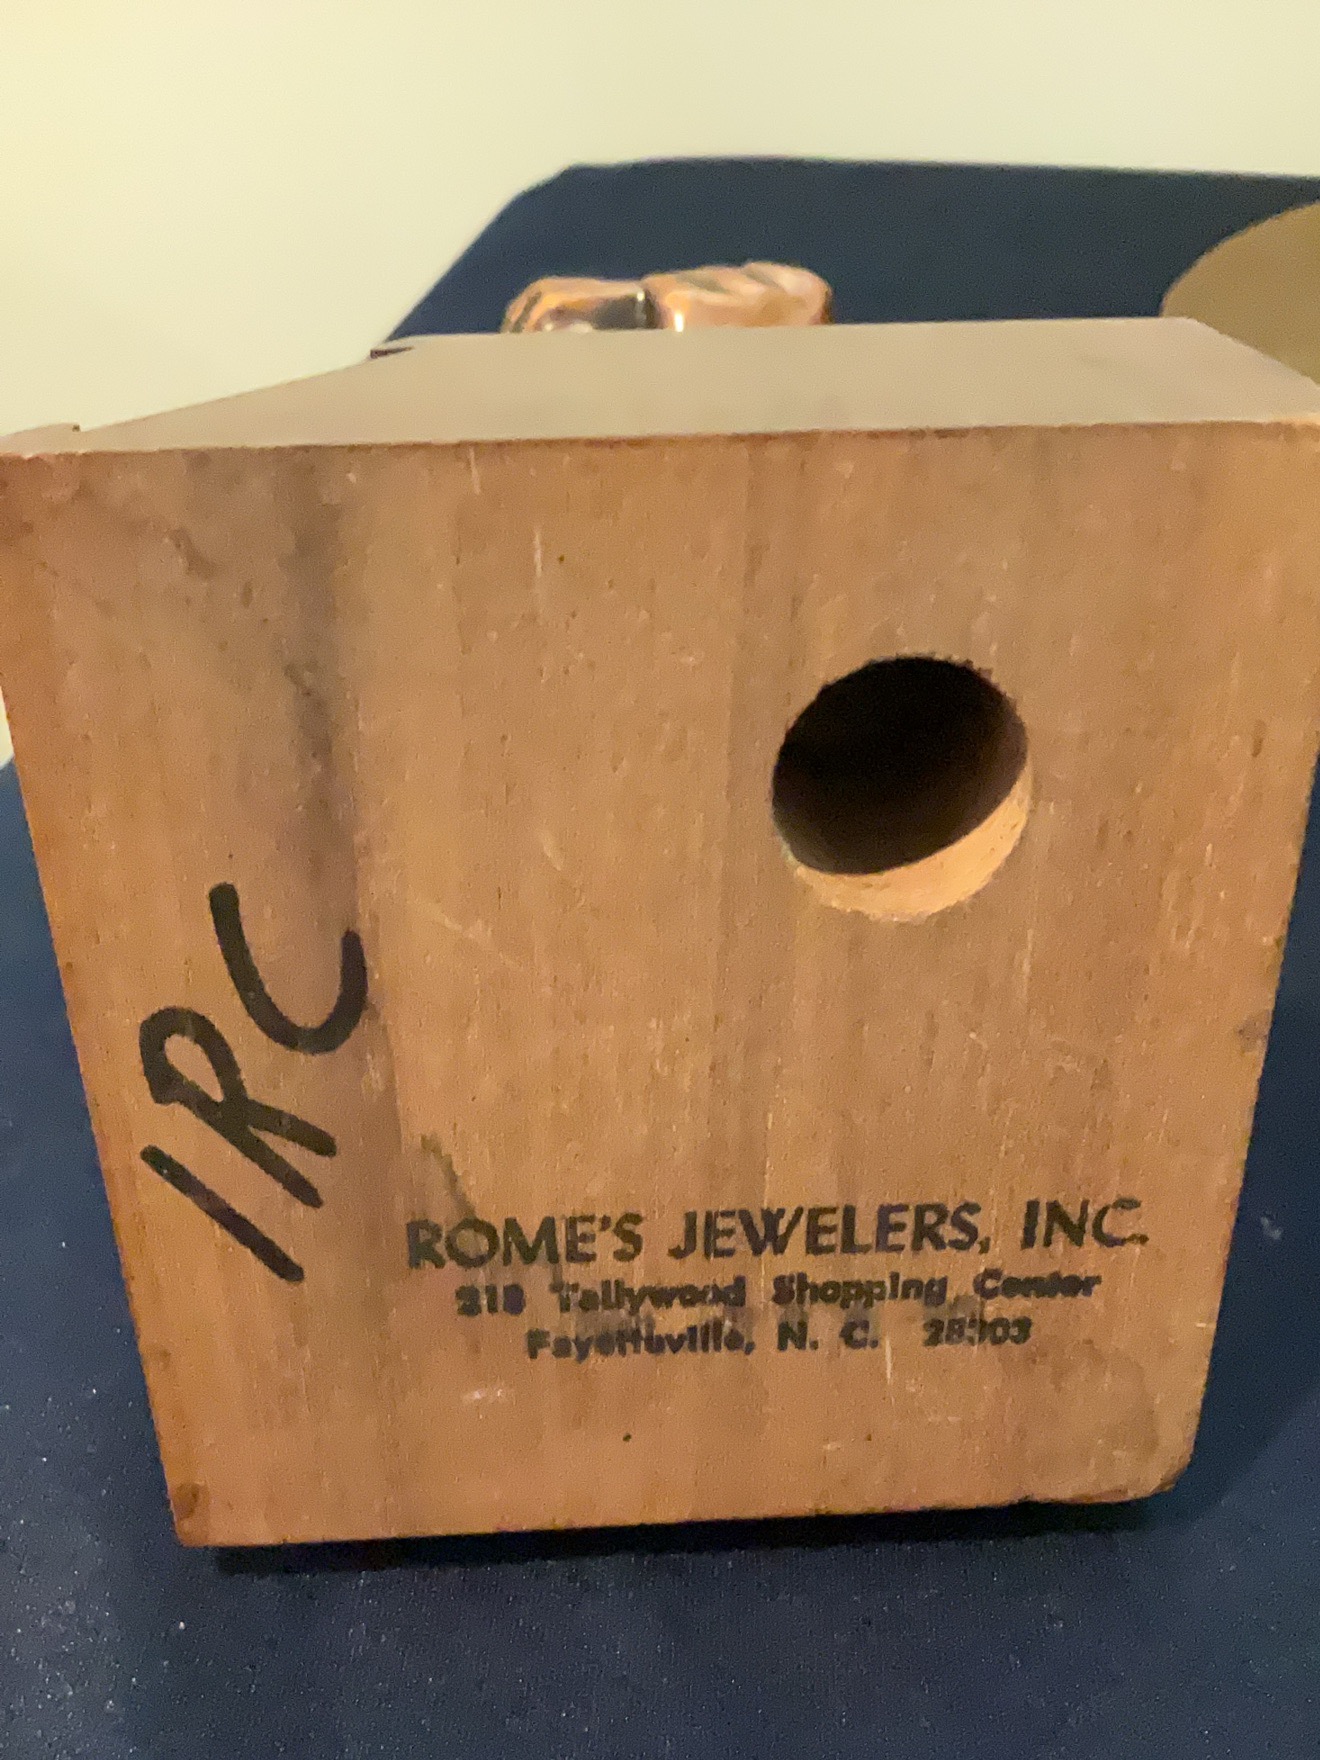 IRC
ROME'S JEWELERS, INC.
218 Tallywood Shopping Center
Fayetteville, N. C. 28303